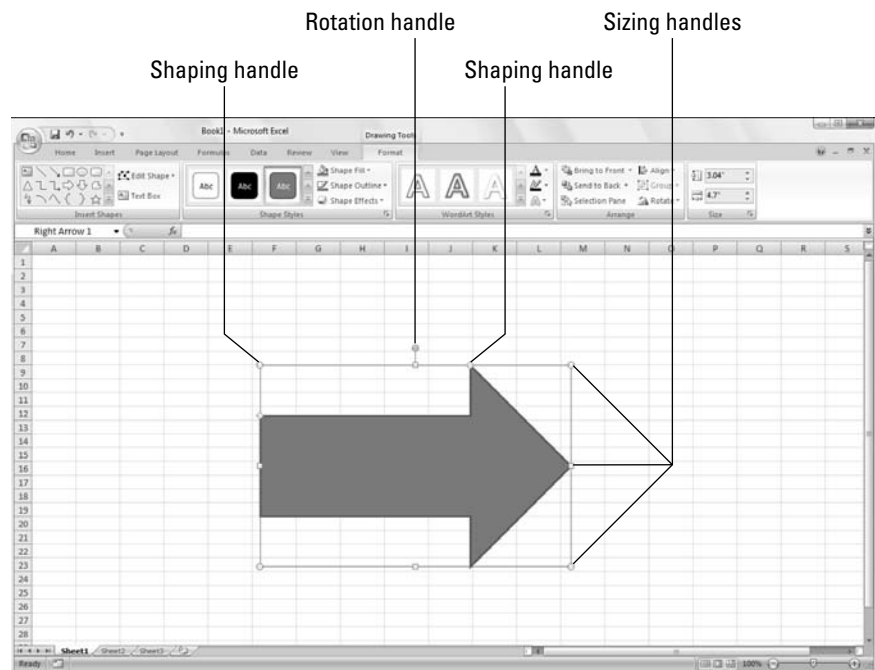 Rotation handle Sizing handles
Shaping handle Shaping handle
Book1 - Microsoft Excel Drawing Tools
Home Insert Page Layout Formulas Data Review View Format
Edit Shape Shape Fill Bring to Front Align 3.04"
Abc Abc Abc Shape Outline A A A A Send to Back Group
Text Box Shape Effects Selection Pane Rotate 4.7"
Insert Shapes Shape Styles WordArt Styles Arrange Size
Right Arrow 1 fx
A B C D E F G H I J K L M N O P Q R S
1
2
3
4
5
6
7
8
9
10
11
12
13
14
15
16
17
18
19
20
21
22
23
24
25
26
27
28
Sheet1 Sheet2 Sheet3
Ready 100%